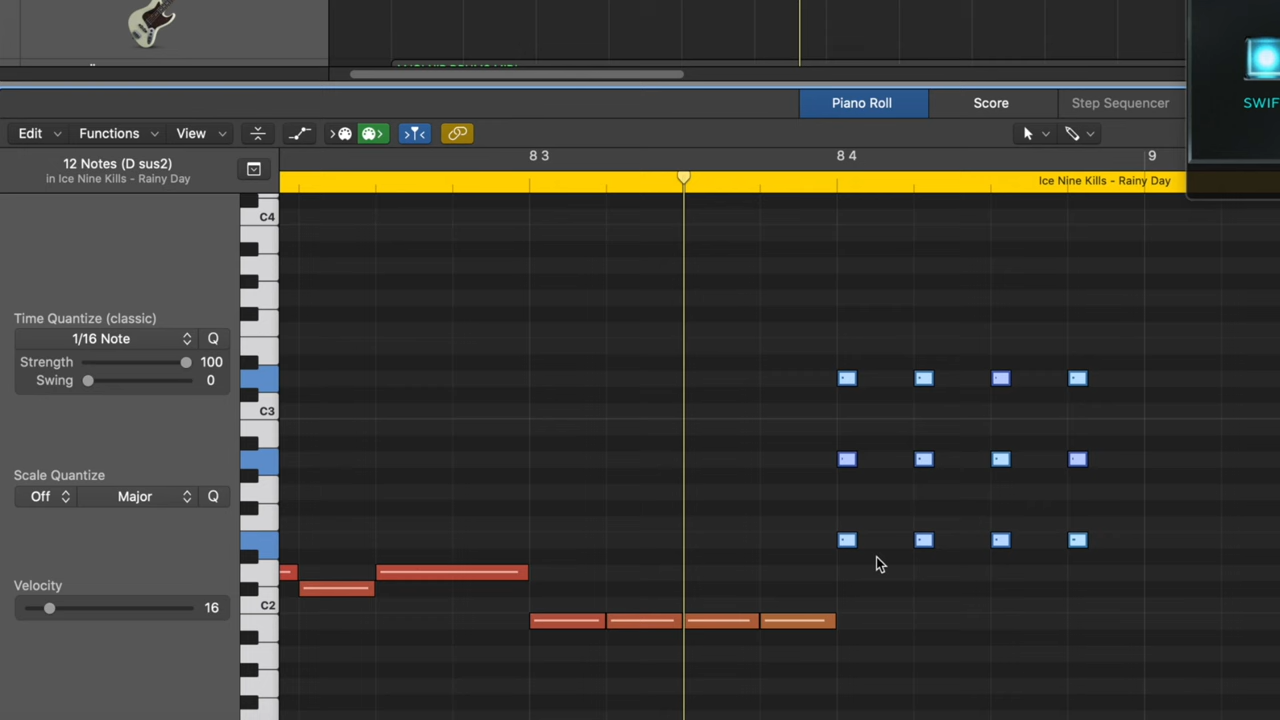 SWIF
Piano Roll
Score
Step Sequencer
Edit
Functions
View
12 Notes (D sus2)
in Ice Nine Kills - Rainy Day
8 3
8 4
9
Ice Nine Kills - Rainy Day
C4
Time Quantize (classic)
1/16 Note
Q
Strength
100
Swing
0
C3
Scale Quantize
Off
Major
Q
Velocity
16
C2